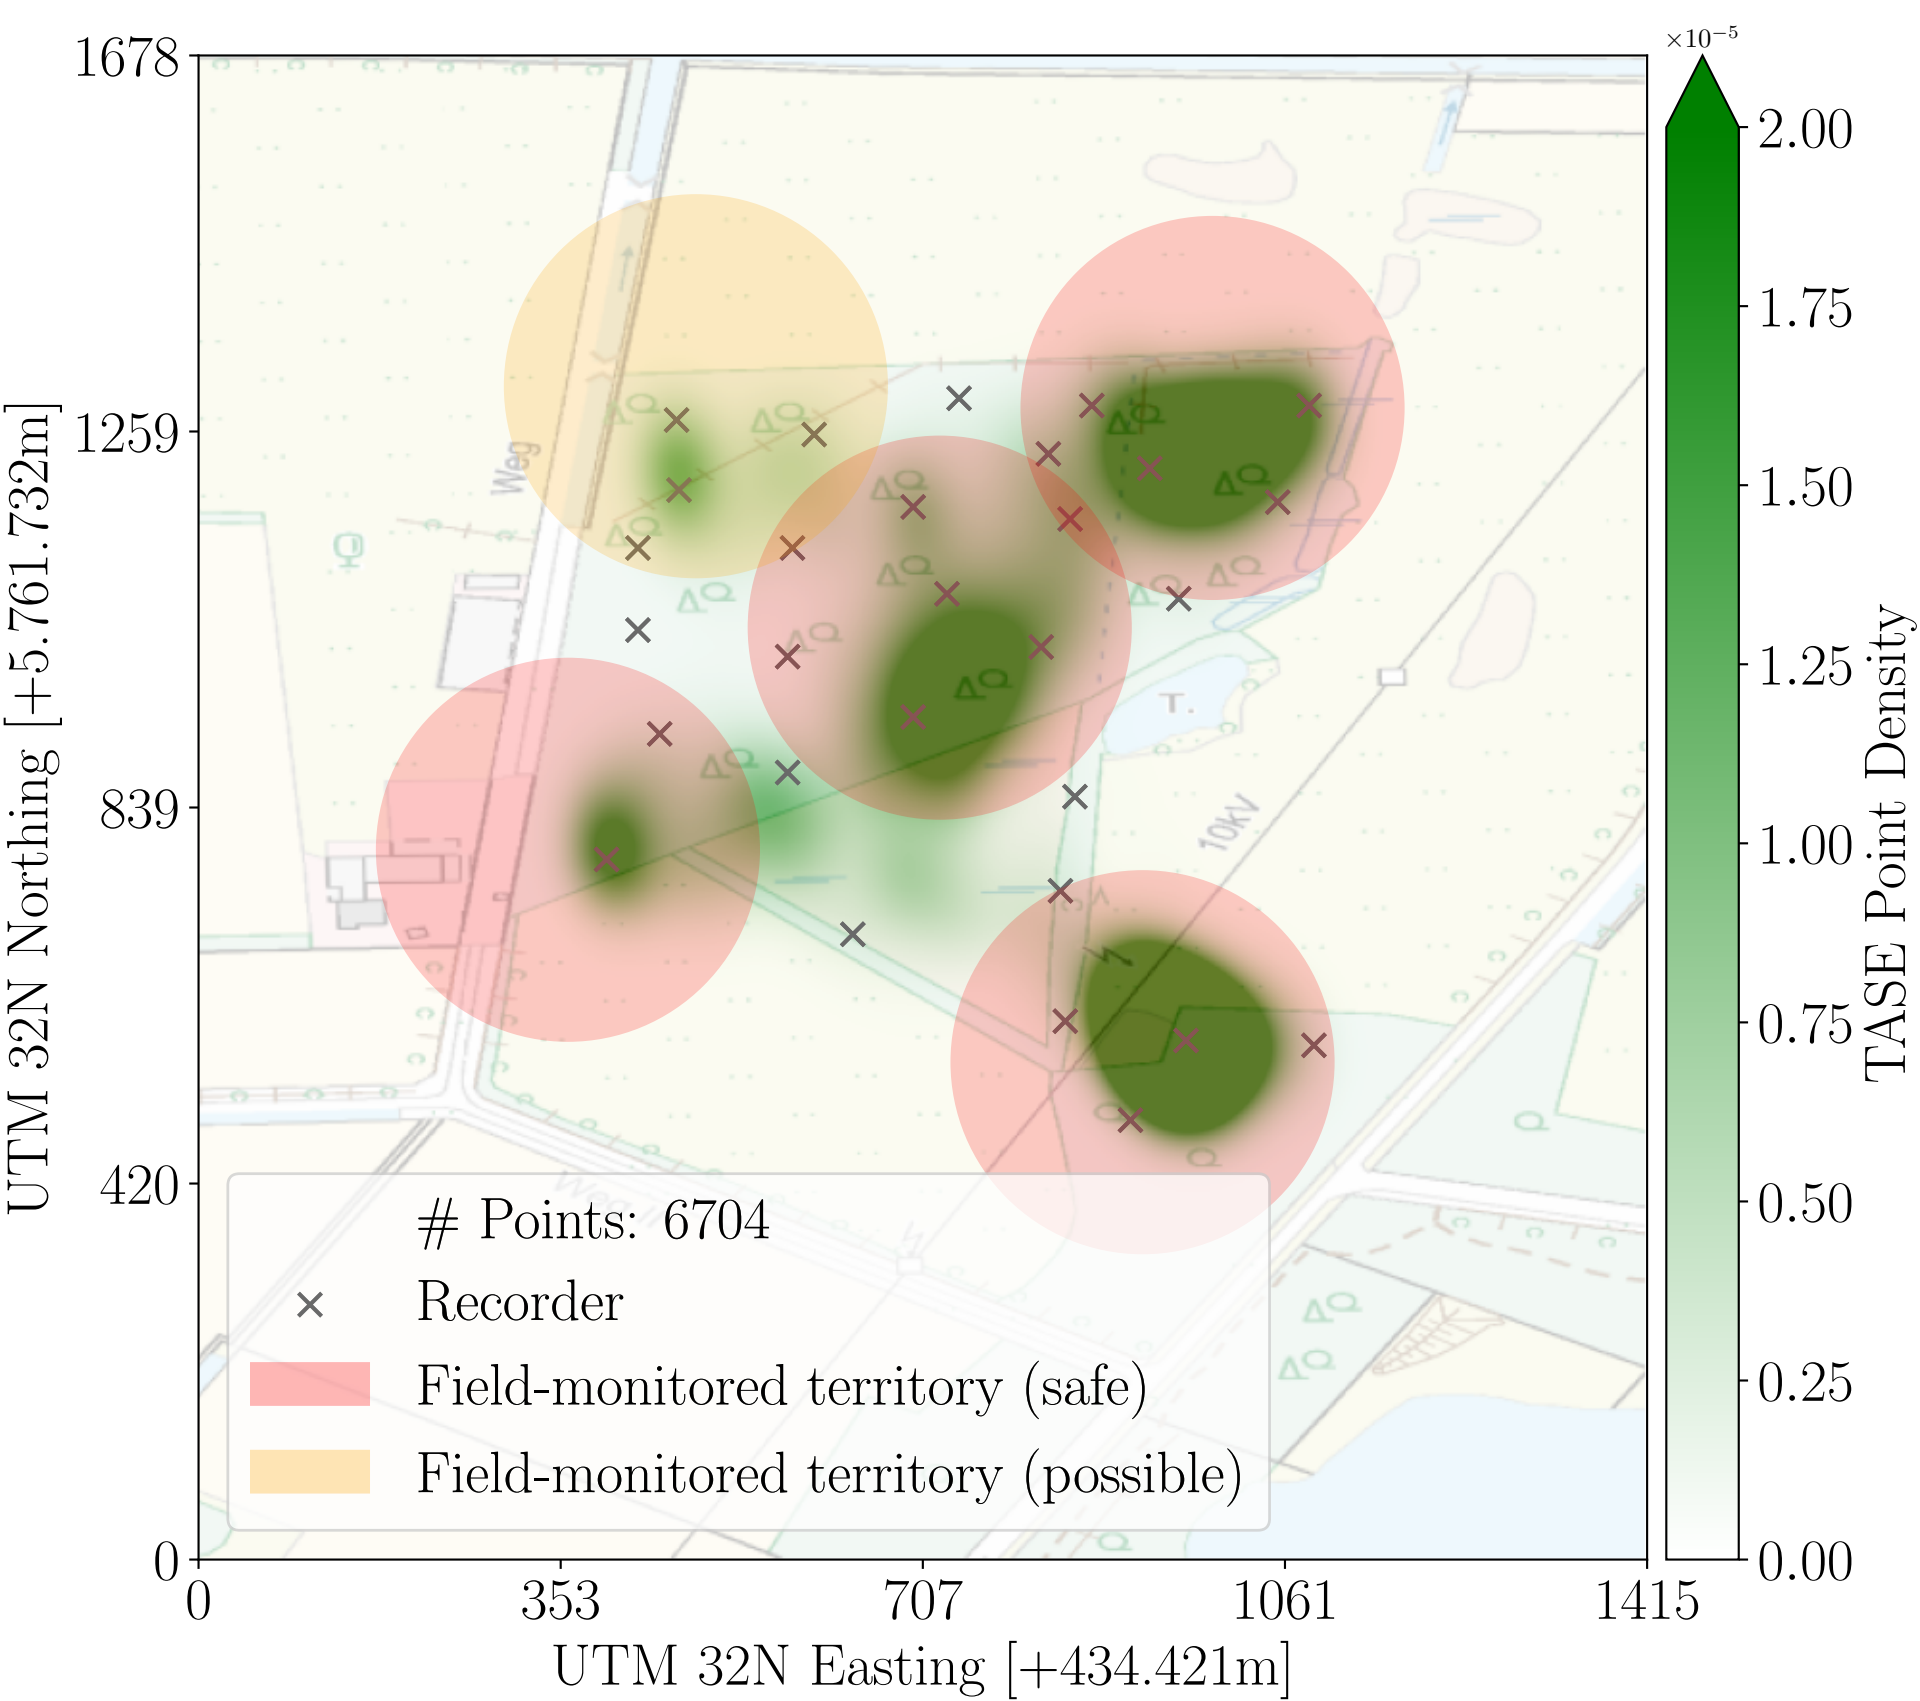 ×10⁻⁵
1678
1259
839
420
0
UTM 32N Northing [+5.761.732m]
Weg
T.
10kV
Weg
# Points: 6704
Recorder
Field-monitored territory (safe)
Field-monitored territory (possible)
0
353
707
1061
1415
UTM 32N Easting [+434.421m]
2.00
1.75
1.50
1.25
1.00
0.75
0.50
0.25
0.00
TASE Point Density